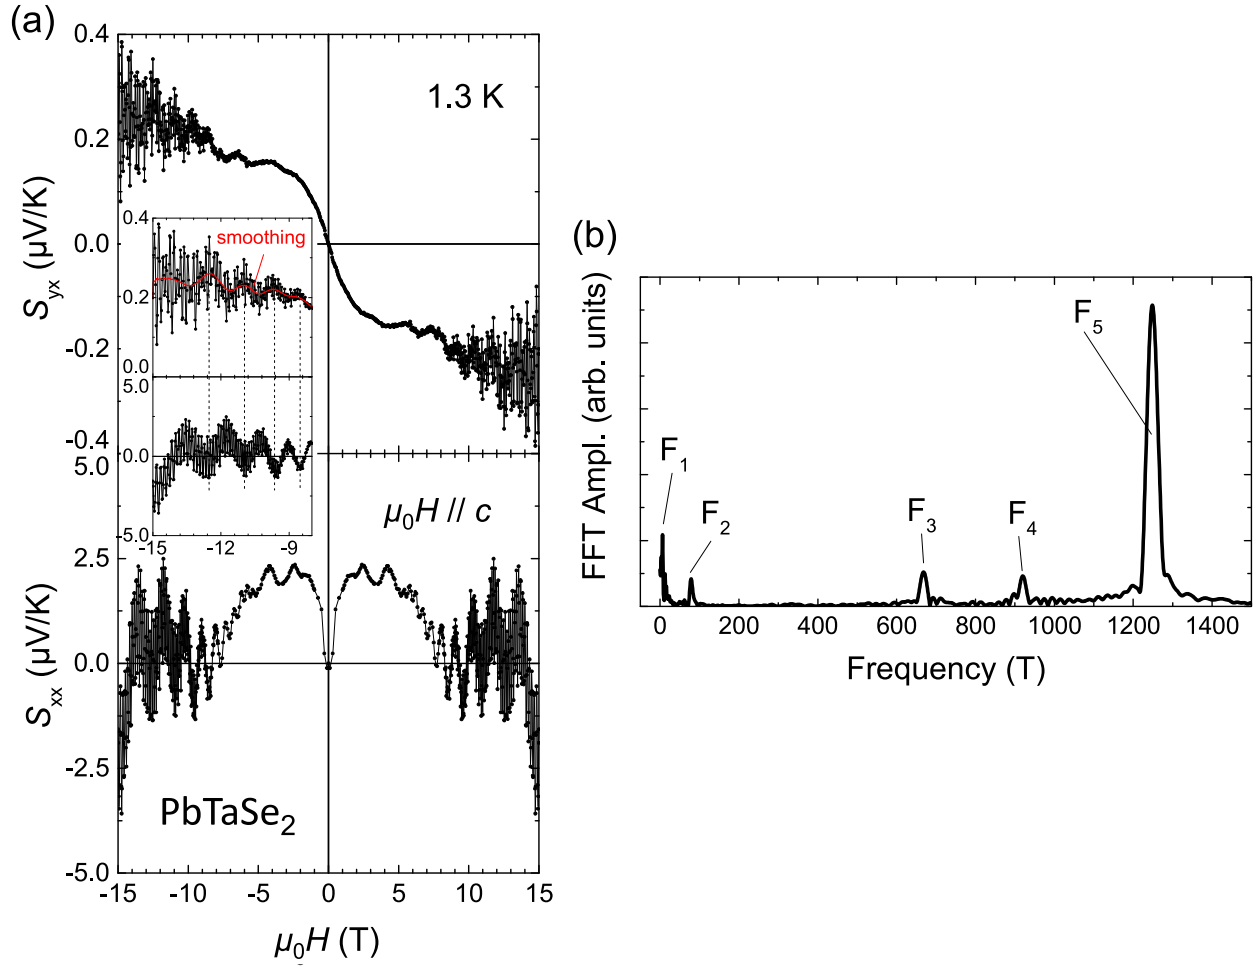 (a)
0.4
0.2
0.0
-0.2
-0.4
S_yx (µV/K)
1.3 K
0.4
0.2
0.0
smoothing
5.0
0.0
-5.0
-15 -12 -9
5.0
2.5
0.0
-2.5
-5.0
S_xx (µV/K)
µ₀H // c
PbTaSe₂
-15 -10 -5 0 5 10 15
µ₀H (T)
(b)
FFT Ampl. (arb. units)
F₁
F₂
F₃
F₄
F₅
0 200 400 600 800 1000 1200 1400
Frequency (T)